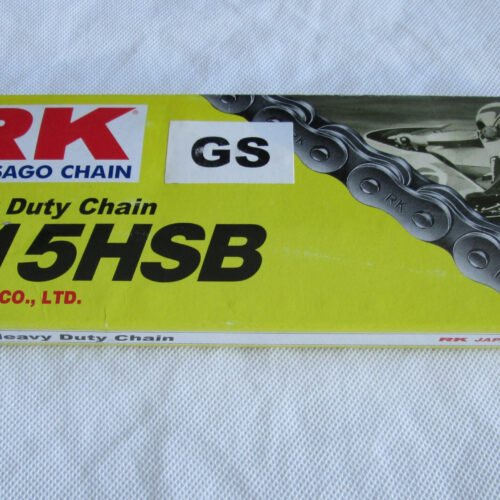 RK
SAGO CHAIN
GS
Duty Chain
15HSB
CO., LTD.
RK
Heavy Duty Chain
RK JAP